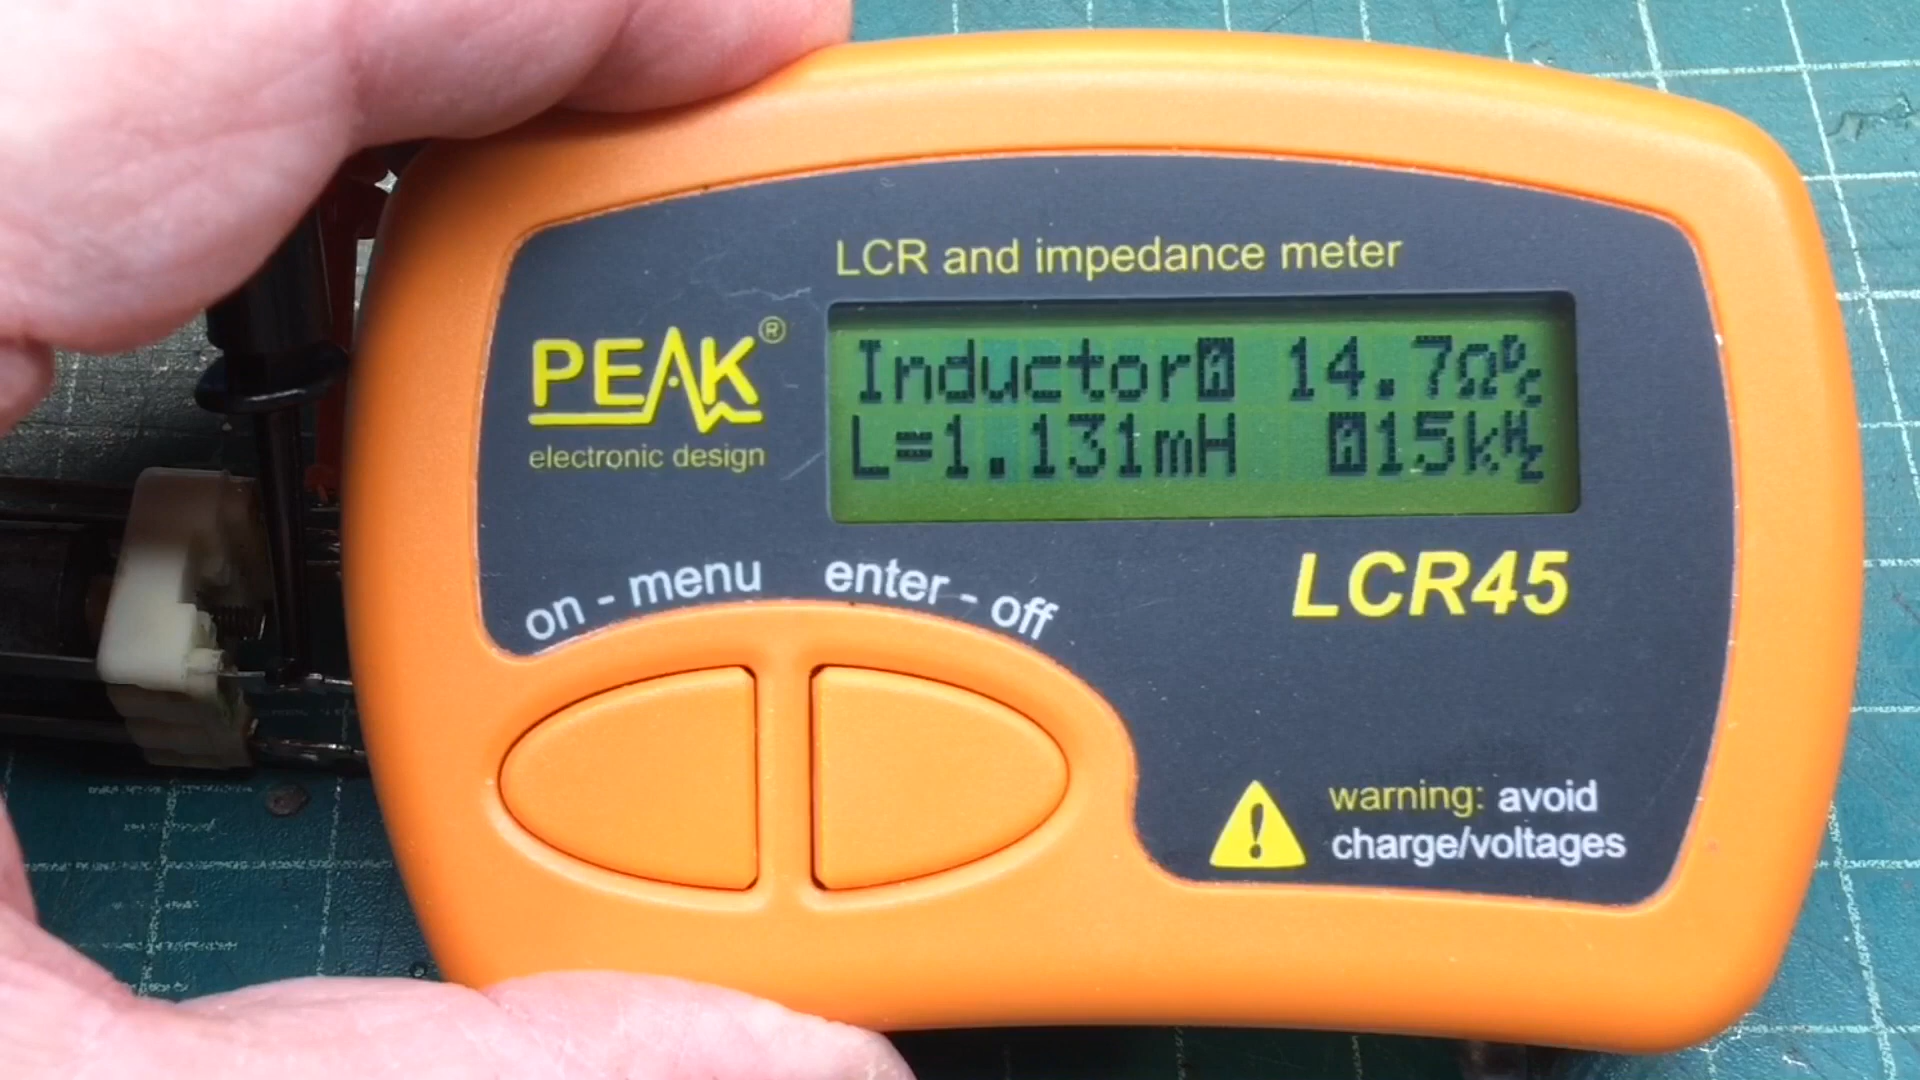 LCR and impedance meter
PEAK®
electronic design
Inductor 14.7ΩDC
L=1.131mH 15kHz
on - menu enter - off
LCR45
warning: avoid
charge/voltages